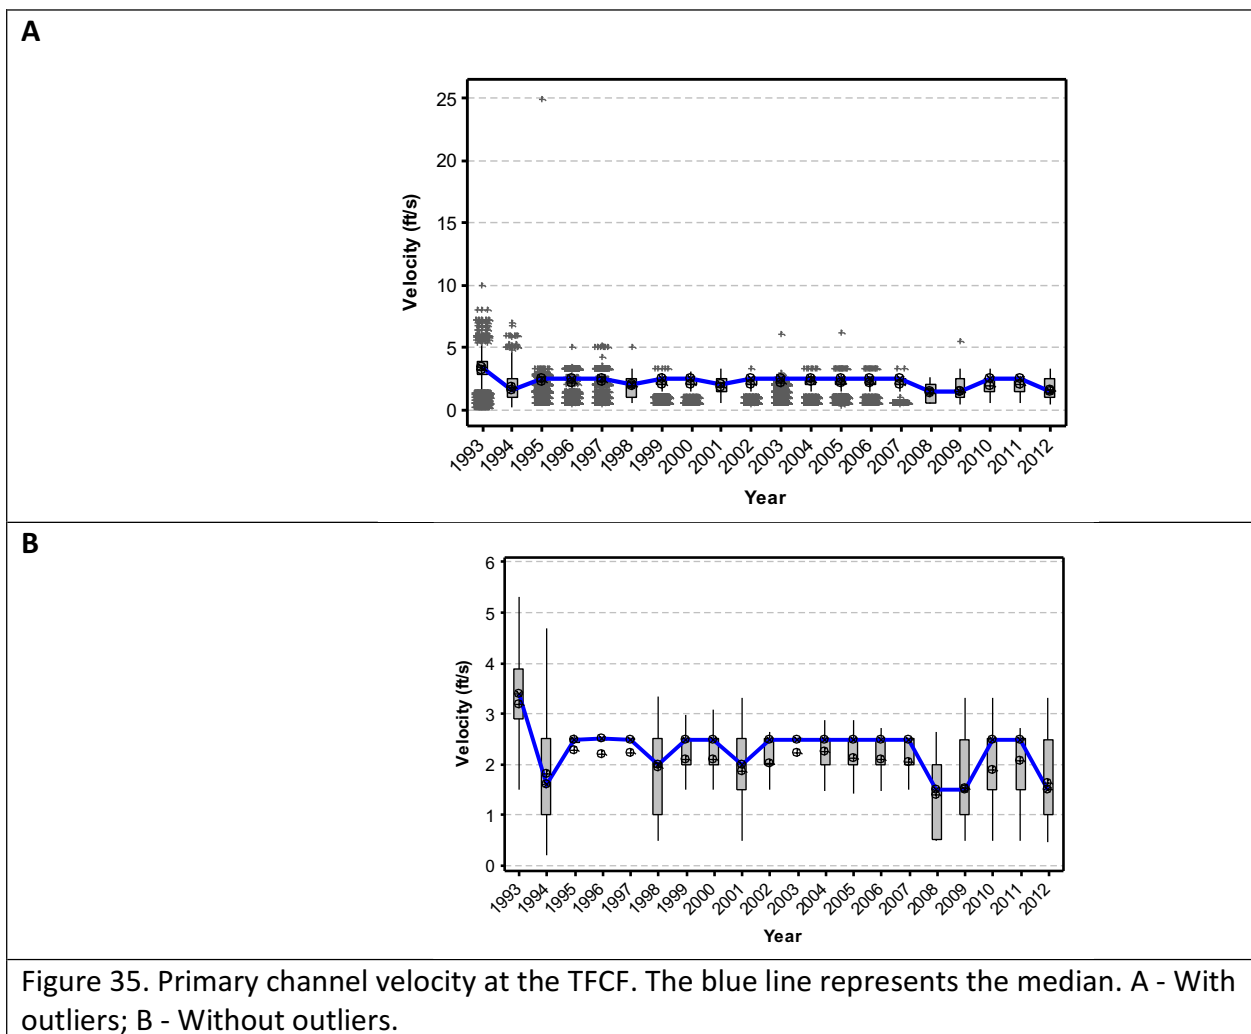 A
25
20
15
10
5
0
Velocity (ft/s)
1993 1994 1995 1996 1997 1998 1999 2000 2001 2002 2003 2004 2005 2006 2007 2008 2009 2010 2011 2012
Year
B
6
5
4
3
2
1
0
Velocity (ft/s)
1993 1994 1995 1996 1997 1998 1999 2000 2001 2002 2003 2004 2005 2006 2007 2008 2009 2010 2011 2012
Year
Figure 35. Primary channel velocity at the TFCF. The blue line represents the median. A - With
outliers; B - Without outliers.